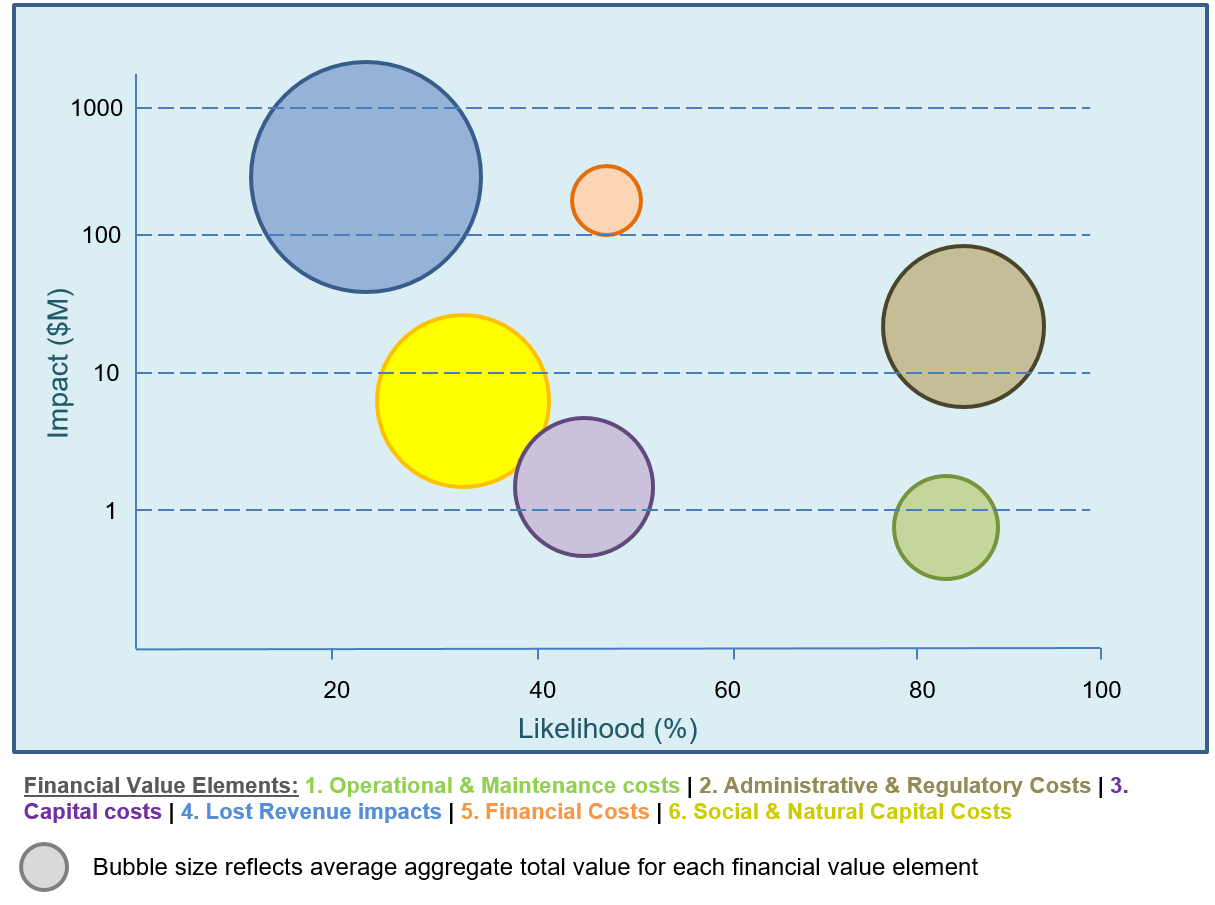 1000
100
10
1
Impact ($M)
20 40 60 80 100
Likelihood (%)
Financial Value Elements: 1. Operational & Maintenance costs | 2. Administrative & Regulatory Costs | 3.
Capital costs | 4. Lost Revenue impacts | 5. Financial Costs | 6. Social & Natural Capital Costs
Bubble size reflects average aggregate total value for each financial value element